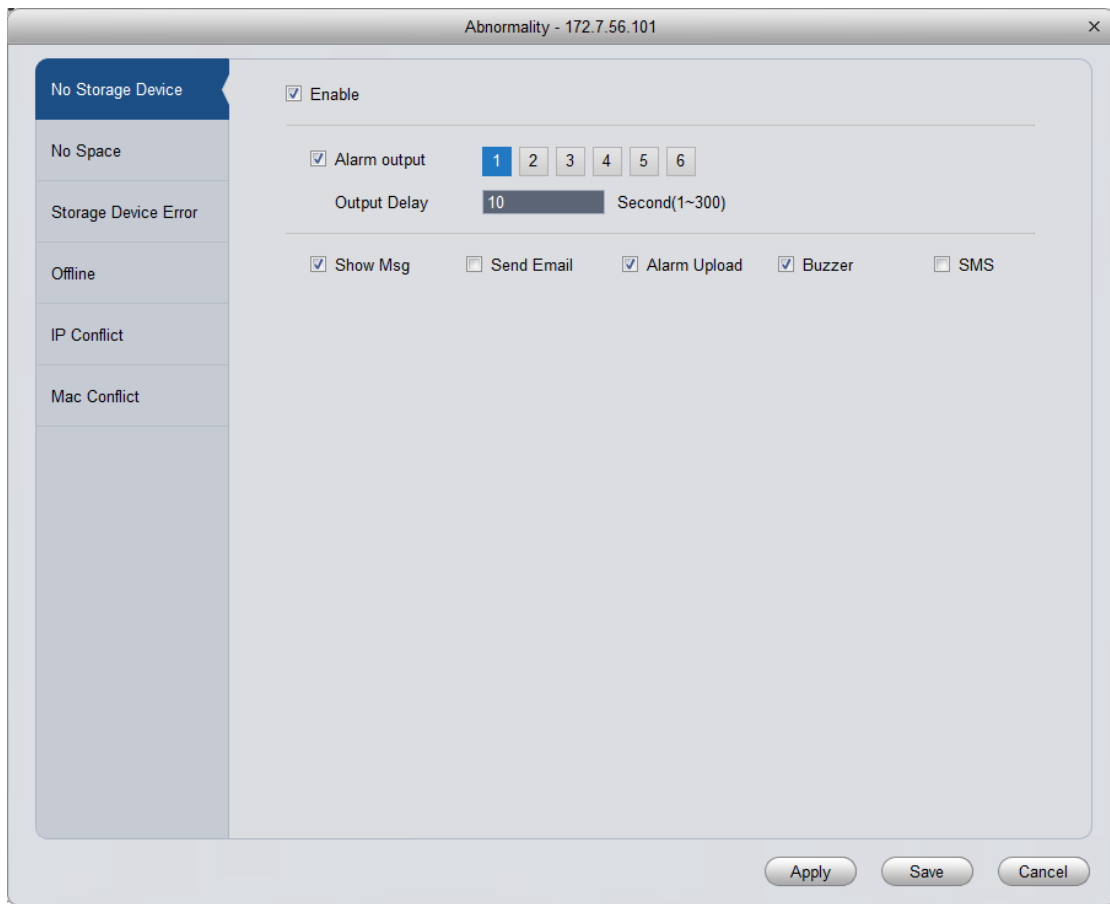 Abnormality - 172.7.56.101
No Storage Device
No Space
Storage Device Error
Offline
IP Conflict
Mac Conflict
Enable
Alarm output 1 2 3 4 5 6
Output Delay 10 Second(1~300)
Show Msg Send Email Alarm Upload Buzzer SMS
Apply Save Cancel